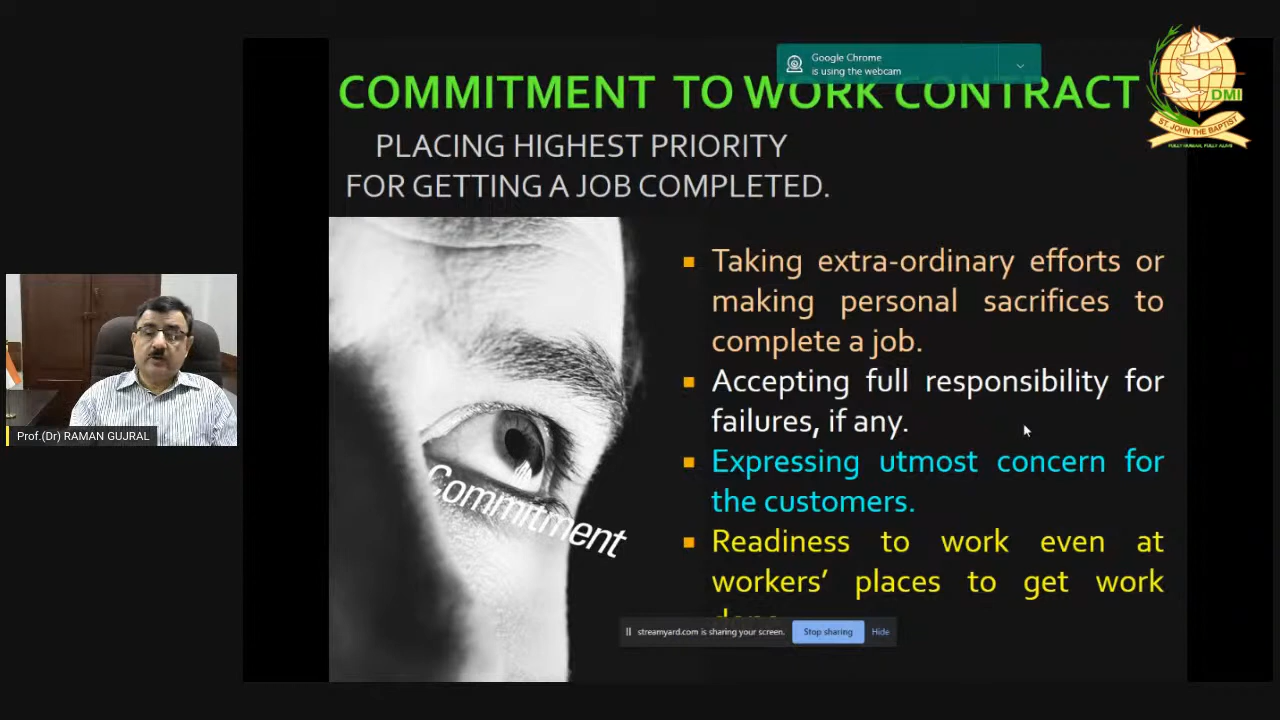 Google Chrome
is using the webcam
COMMITMENT TO WORK CONTRACT
DMI
ST. JOHN THE BAPTIST
PLACING HIGHEST PRIORITY
FOR GETTING A JOB COMPLETED.
Taking extra-ordinary efforts or
making personal sacrifices to
complete a job.
Accepting full responsibility for
failures, if any.
Expressing utmost concern for
the customers.
Readiness to work even at
workers’ places to get work
Commitment
Prof.(Dr) RAMAN GUJRAL
streamyard.com is sharing your screen.
Stop sharing
Hide